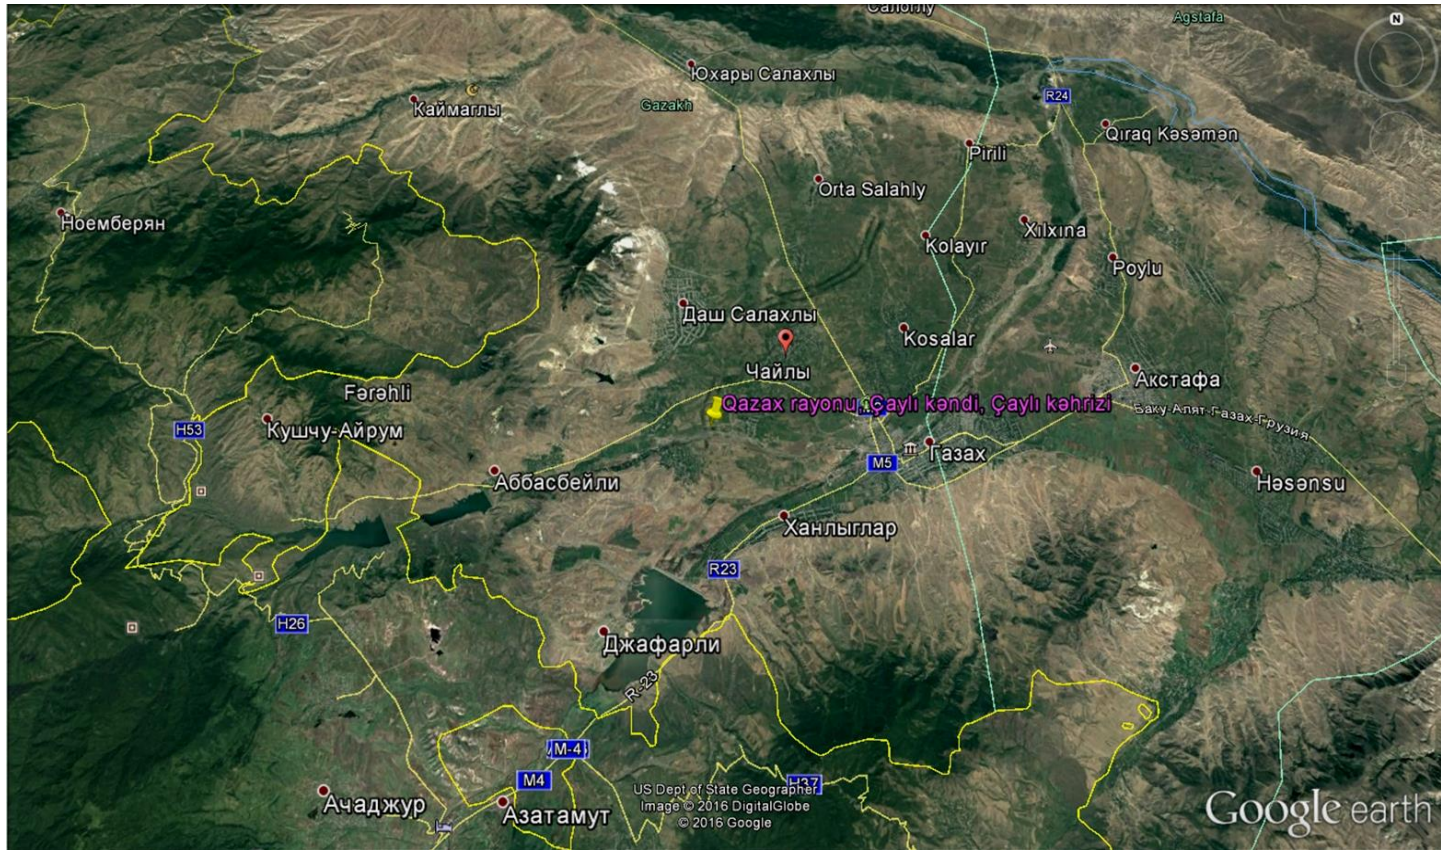 Салоглу
Agstafa
N
Юхары Салахлы
Каймаглы
Gazakh
R24
Qıraq Kəsəmən
Pirili
Orta Salahly
Ноемберян
Xılxına
Kolayır
Poylu
Даш Салахлы
Kosalar
Чайлы
Акстафа
Fərəhli
Qazax rayonu, Çaylı kəndi, Çaylı kəhrizi
Баку-Алят-Газах-Грузия
H53
Кушчу-Айрум
Газах
M5
Аббасбейли
Həsənsu
Ханлыглар
R23
H26
Джафарли
R-23
M-4
M4
H37
US Dept of State Geographer
Image © 2016 DigitalGlobe
© 2016 Google
Ачаджур
Азатамут
Google earth